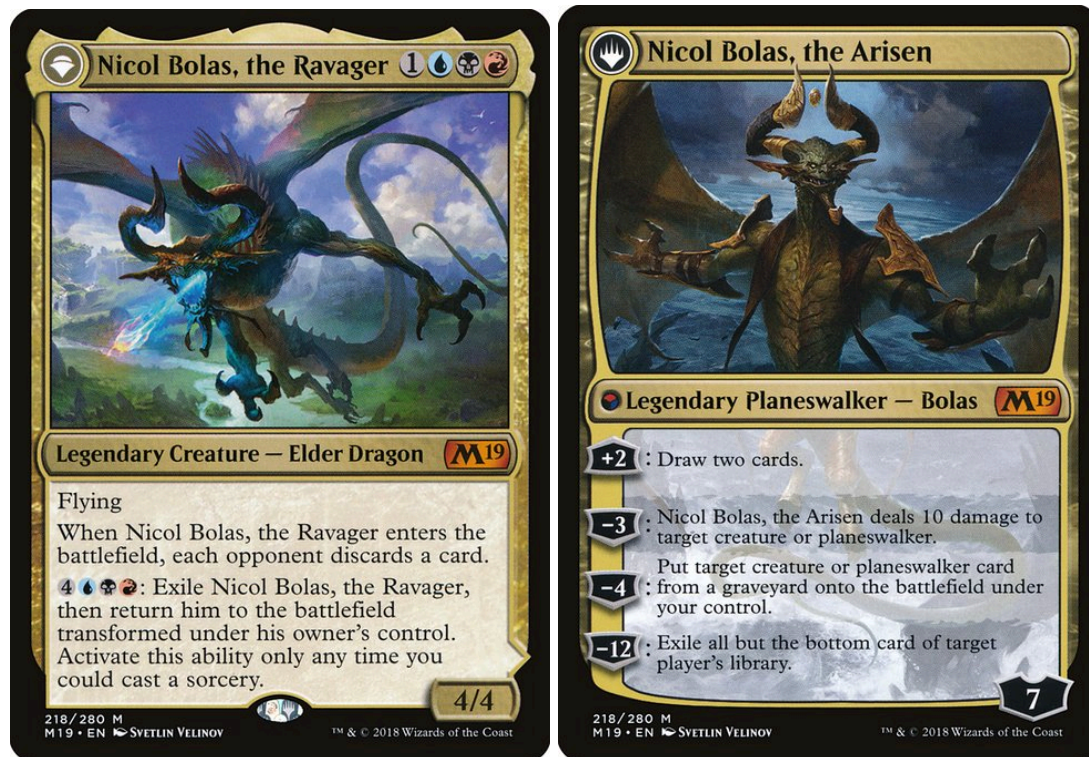 Nicol Bolas, the Ravager 1
M19
Legendary Creature — Elder Dragon
Flying
When Nicol Bolas, the Ravager enters the
battlefield, each opponent discards a card.
4: Exile Nicol Bolas, the Ravager,
then return him to the battlefield
transformed under his owner's control.
Activate this ability only any time you
could cast a sorcery.
4/4
218/280 M
M19 • EN Svetlin Velinov
™ & © 2018 Wizards of the Coast
Nicol Bolas, the Arisen
Legendary Planeswalker — Bolas
M19
+2: Draw two cards.
-3: Nicol Bolas, the Arisen deals 10 damage to
target creature or planeswalker.
-4: Put target creature or planeswalker card
from a graveyard onto the battlefield under
your control.
-12: Exile all but the bottom card of target
player's library.
7
218/280 M
M19 • EN Svetlin Velinov
™ & © 2018 Wizards of the Coast